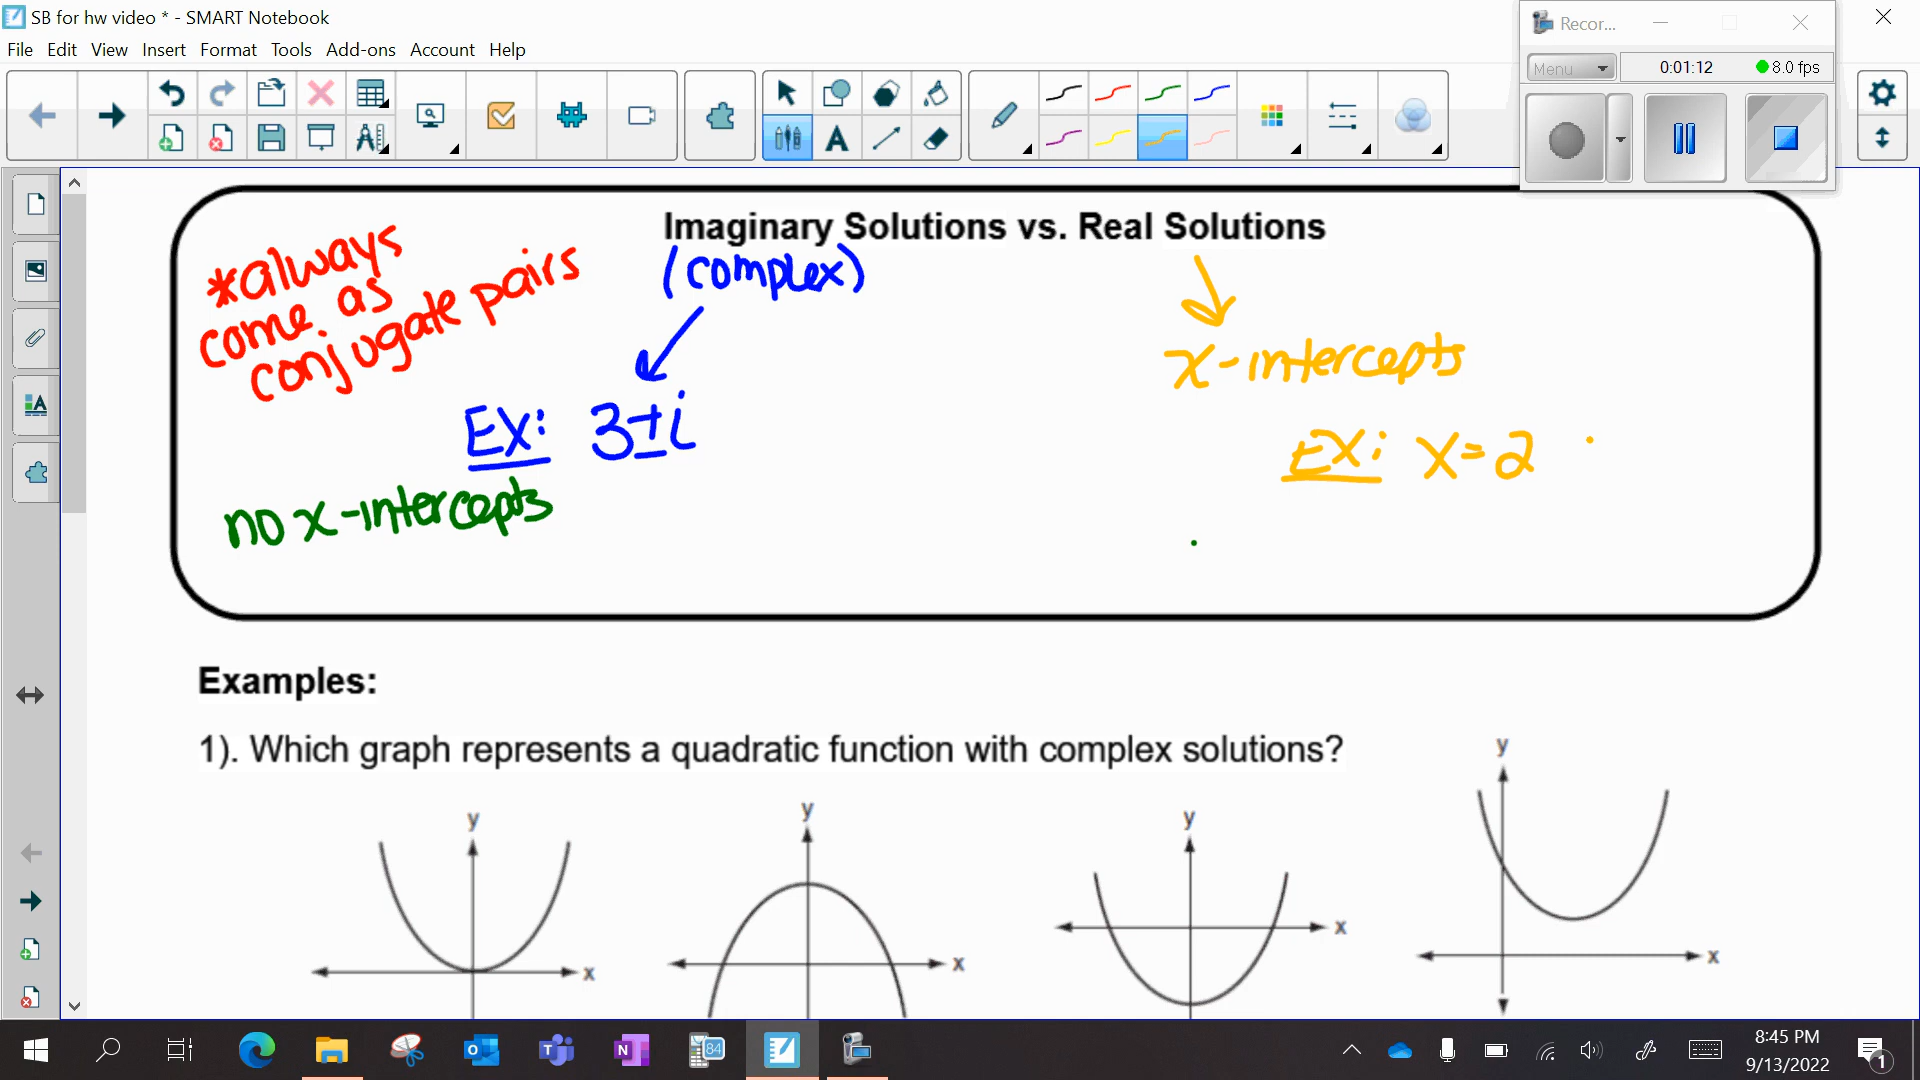 SB for hw video * - SMART Notebook
File Edit View Insert Format Tools Add-ons Account Help
Recor...
Menu 0:01:12 8.0 fps
Imaginary Solutions vs. Real Solutions
*always
come as
conjugate pairs
(complex)
x-intercepts
Ex: 3±i
Ex: x=2
no x-intercepts
Examples:
1). Which graph represents a quadratic function with complex solutions?
y
y
y
y
x
x
x
x
84
8:45 PM
9/13/2022
1